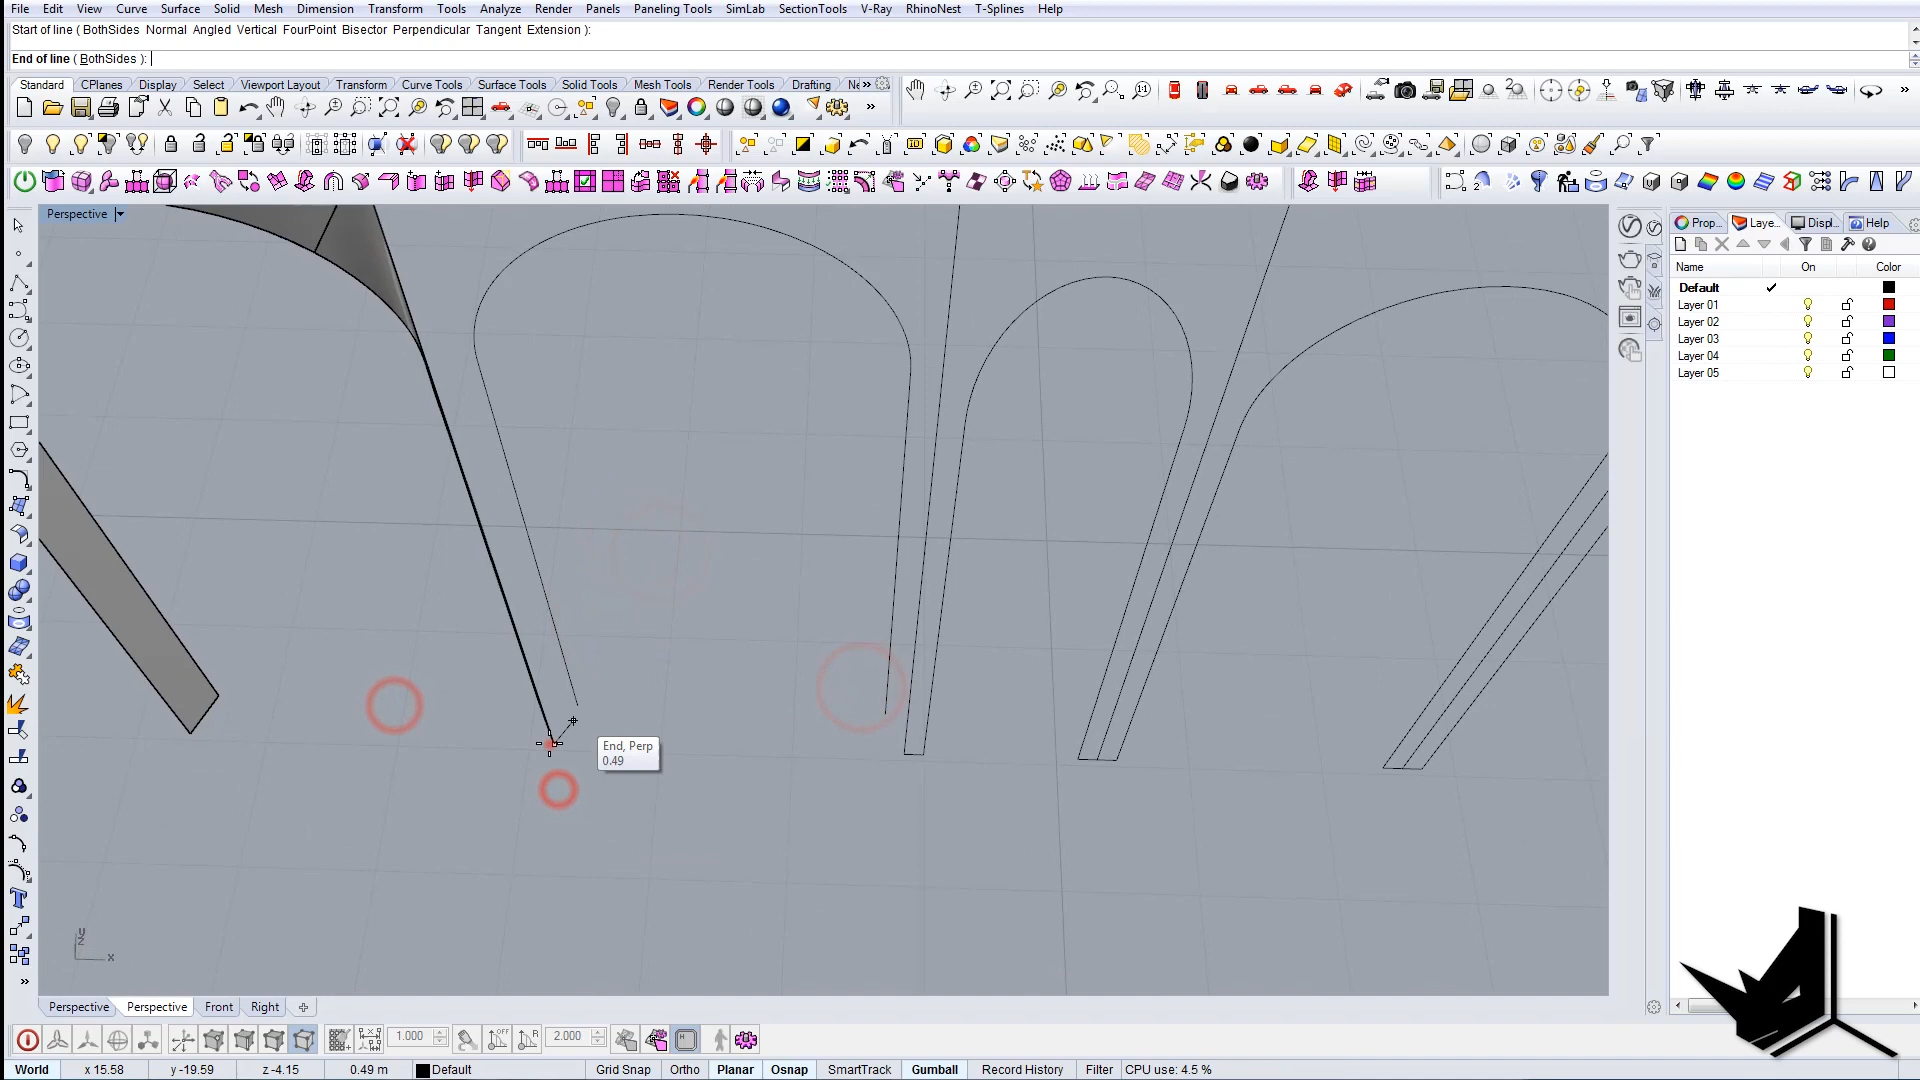 File Edit View Curve Surface Solid Mesh Dimension Transform Tools Analyze Render Panels Paneling Tools SimLab SectionTools V-Ray RhinoNest T-Splines Help
Start of line ( BothSides Normal Angled Vertical FourPoint Bisector Perpendicular Tangent Extension ):
End of line ( BothSides ):
Standard CPlanes Display Select Viewport Layout Transform Curve Tools Surface Tools Solid Tools Mesh Tools Render Tools Drafting Ne
Perspective
Prop... Laye... Displ... Help
Name On Color
Default
Layer 01
Layer 02
Layer 03
Layer 04
Layer 05
End, Perp
0.49
y
z
x
Perspective Perspective Front Right
1.000 OFF R 2.000 H
World x 15.58 y -19.59 z -4.15 0.49 m Default Grid Snap Ortho Planar Osnap SmartTrack Gumball Record History Filter CPU use: 4.5 %